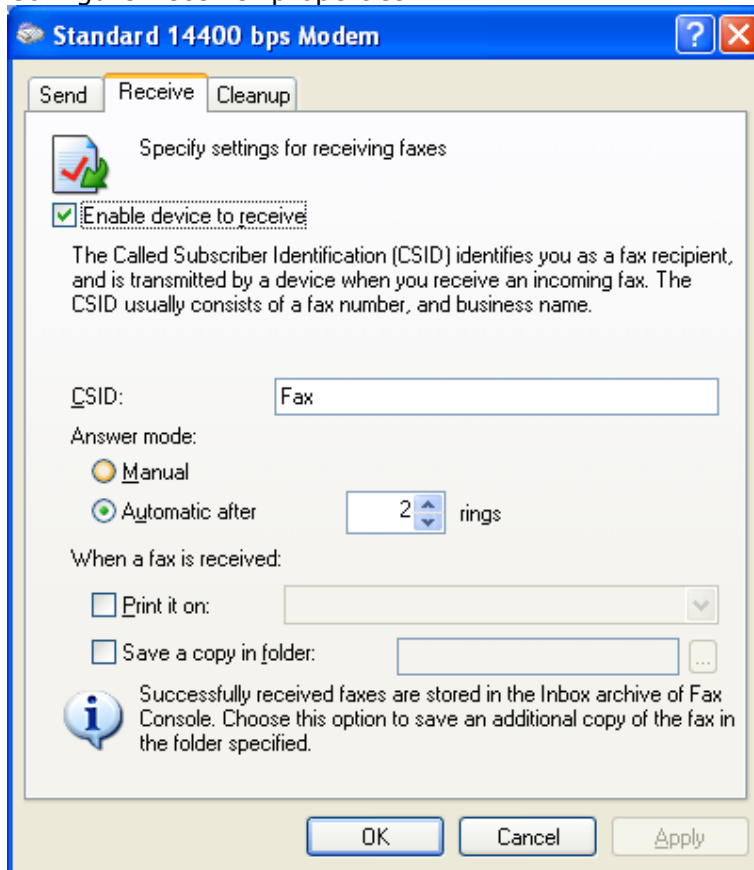 Standard 14400 bps Modem
Send Receive Cleanup
Specify settings for receiving faxes
Enable device to receive
The Called Subscriber Identification (CSID) identifies you as a fax recipient,
and is transmitted by a device when you receive an incoming fax. The
CSID usually consists of a fax number, and business name.
CSID: Fax
Answer mode:
Manual
Automatic after 2 rings
When a fax is received:
Print it on:
Save a copy in folder: ...
Successfully received faxes are stored in the Inbox archive of Fax
Console. Choose this option to save an additional copy of the fax in
the folder specified.
OK Cancel Apply